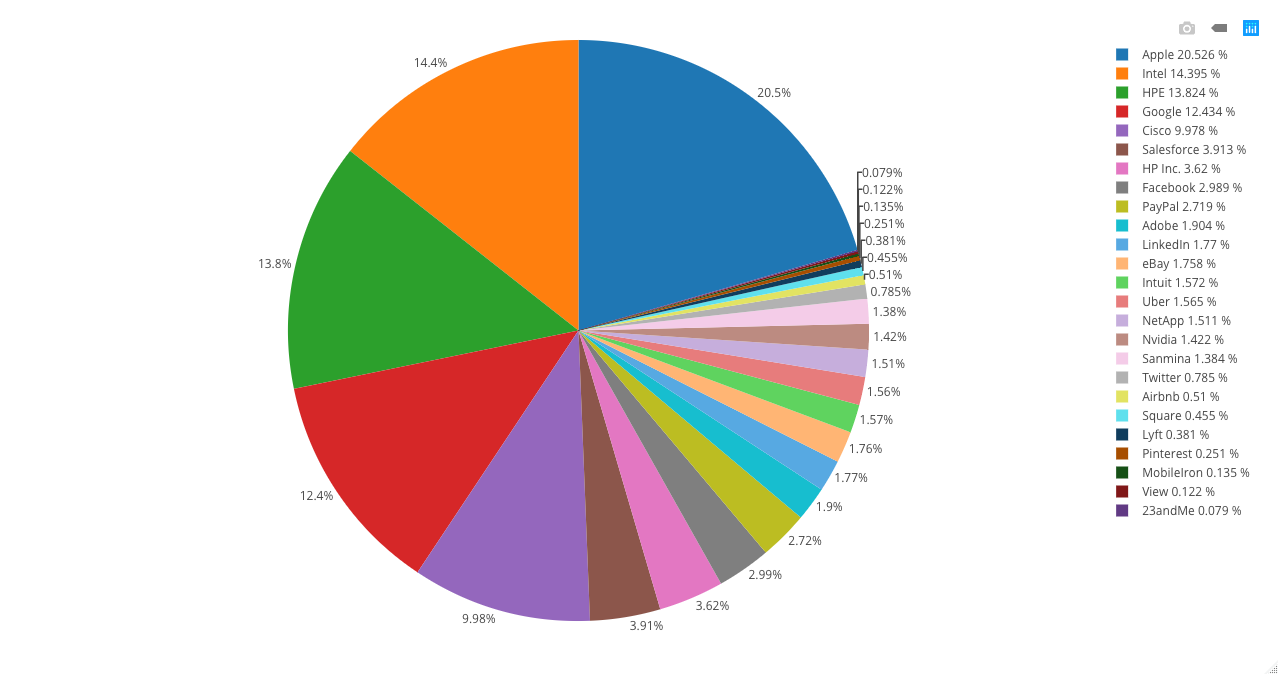 14.4%
20.5%
0.079%
0.122%
0.135%
0.251%
0.381%
0.455%
0.51%
0.785%
1.38%
1.42%
1.51%
1.56%
1.57%
1.76%
1.77%
1.9%
2.72%
2.99%
3.62%
3.91%
9.98%
12.4%
13.8%
Apple 20.526 %
Intel 14.395 %
HPE 13.824 %
Google 12.434 %
Cisco 9.978 %
Salesforce 3.913 %
HP Inc. 3.62 %
Facebook 2.989 %
PayPal 2.719 %
Adobe 1.904 %
LinkedIn 1.77 %
eBay 1.758 %
Intuit 1.572 %
Uber 1.565 %
NetApp 1.511 %
Nvidia 1.422 %
Sanmina 1.384 %
Twitter 0.785 %
Airbnb 0.51 %
Square 0.455 %
Lyft 0.381 %
Pinterest 0.251 %
MobileIron 0.135 %
View 0.122 %
23andMe 0.079 %